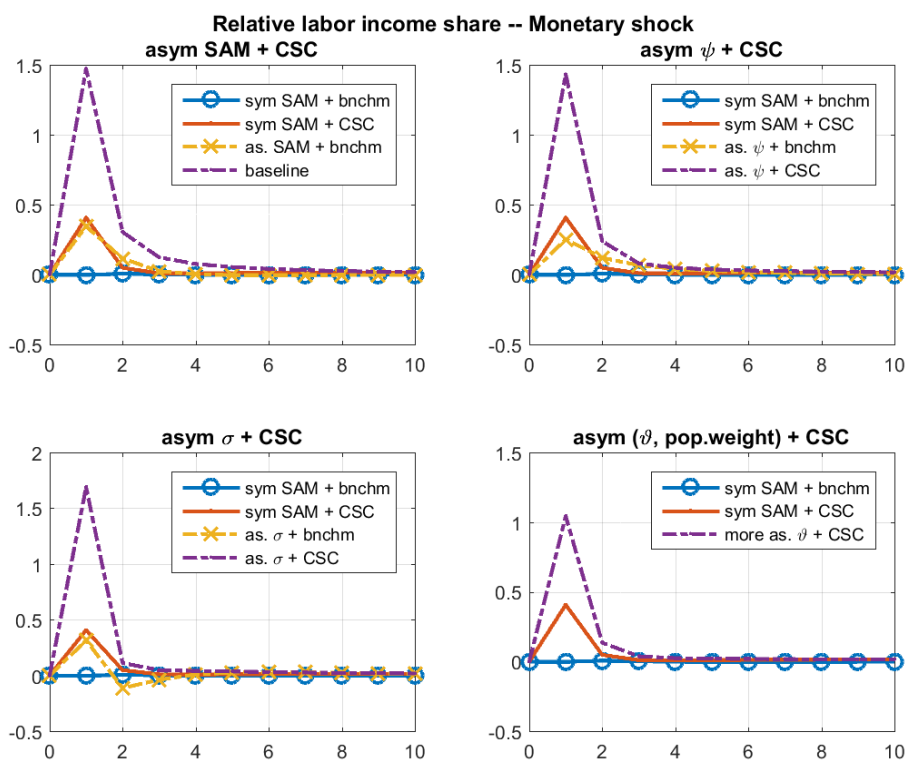 Relative labor income share -- Monetary shock
asym SAM + CSC
1.5
1
0.5
0
-0.5
0 2 4 6 8 10
sym SAM + bnchm
sym SAM + CSC
as. SAM + bnchm
baseline
asym ψ + CSC
1.5
1
0.5
0
-0.5
0 2 4 6 8 10
sym SAM + bnchm
sym SAM + CSC
as. ψ + bnchm
as. ψ + CSC
asym σ + CSC
2
1.5
1
0.5
0
-0.5
0 2 4 6 8 10
sym SAM + bnchm
sym SAM + CSC
as. σ + bnchm
as. σ + CSC
asym (ϑ, pop.weight) + CSC
1.5
1
0.5
0
-0.5
0 2 4 6 8 10
sym SAM + bnchm
sym SAM + CSC
more as. ϑ + CSC